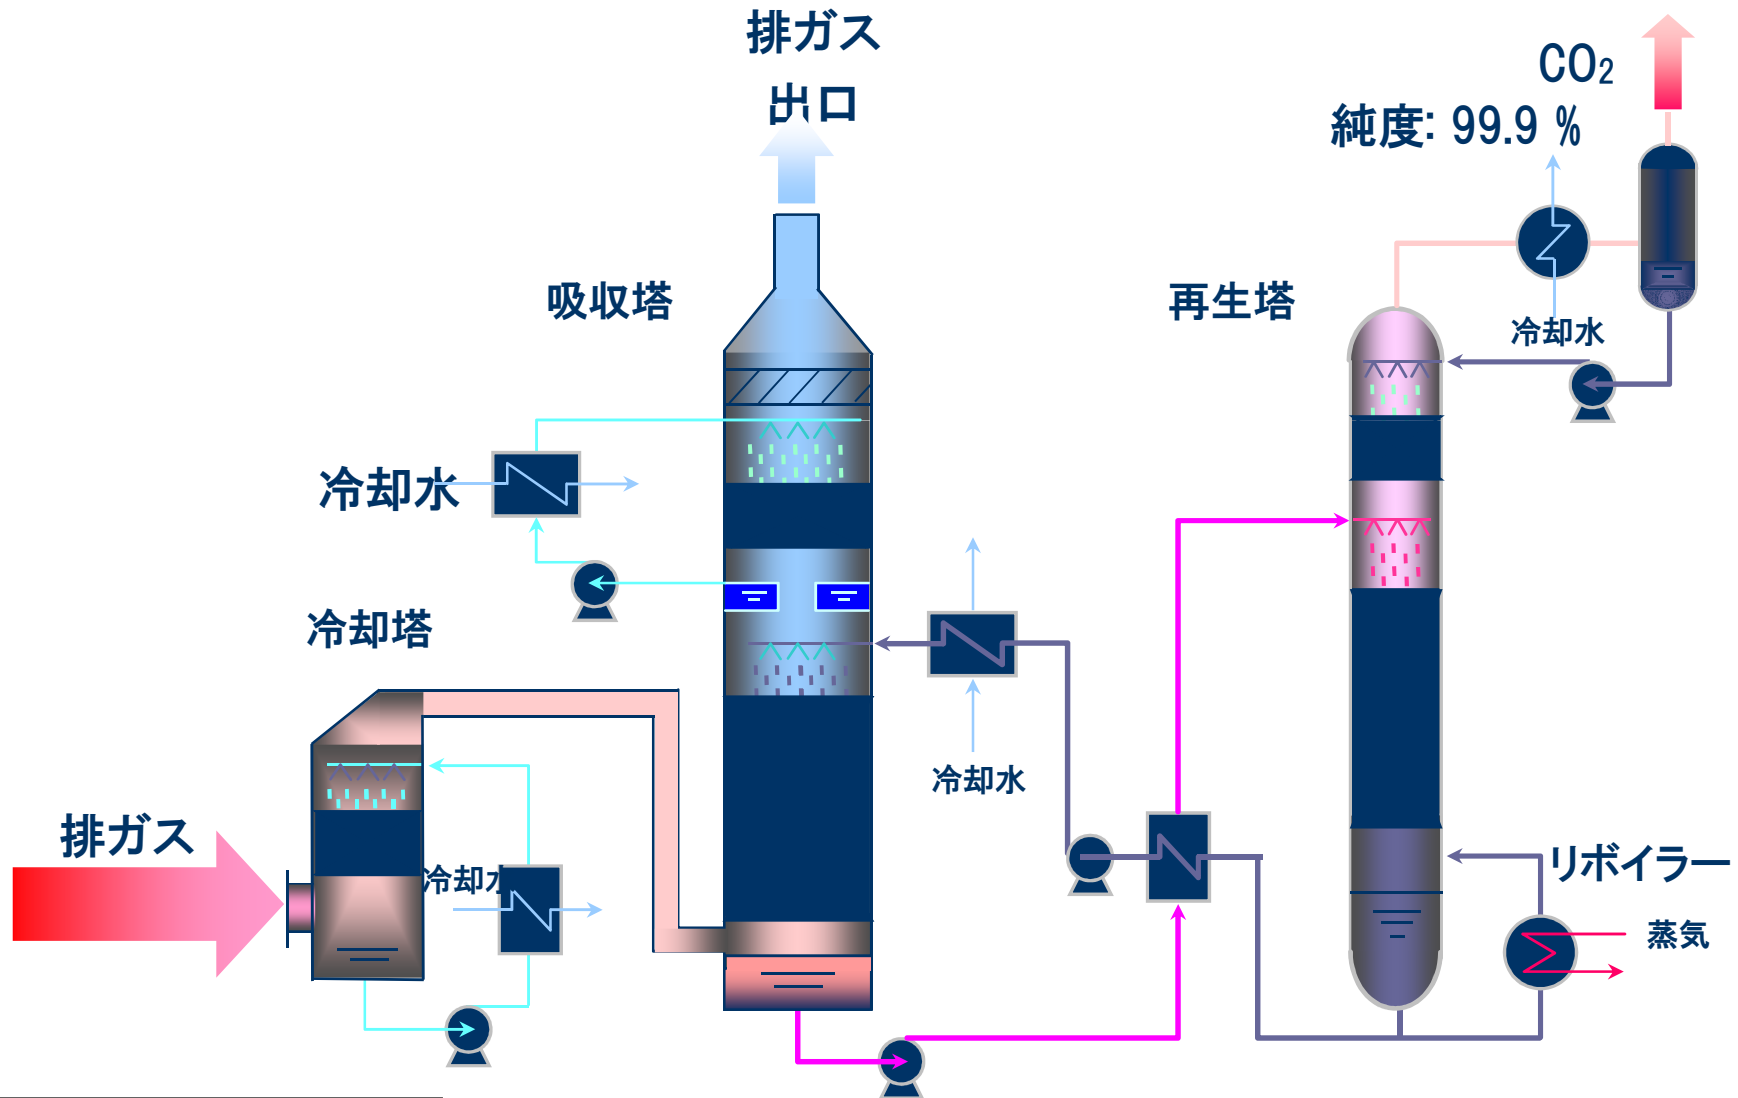 排ガス
出口
CO2
純度: 99.9 %
吸収塔
再生塔
冷却水
冷却水
冷却塔
冷却水
排ガス
冷却水
リボイラー
蒸気